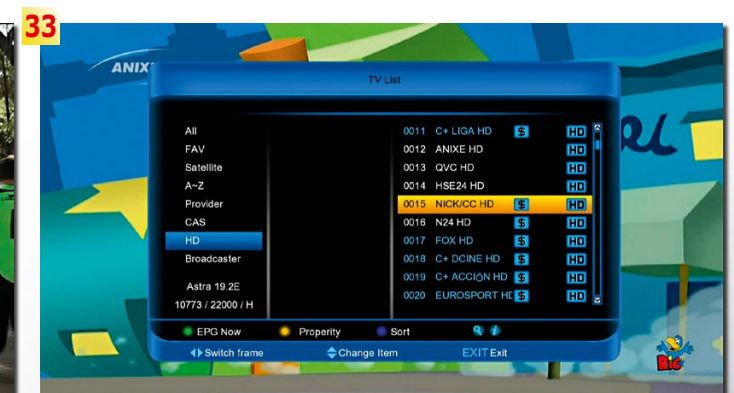 33
ANIX
TV List
All
FAV
Satellite
A~Z
Provider
CAS
HD
Broadcaster
Astra 19.2E
10773 / 22000 / H
0011 C+ LIGA HD $ HD
0012 ANIXE HD HD
0013 QVC HD HD
0014 HSE24 HD HD
0015 NICK/CC HD $ HD
0016 N24 HD $ HD
0017 FOX HD $ HD
0018 C+ DCINE HD $ HD
0019 C+ ACCIÓN HD $ HD
0020 EUROSPORT HD $ HD
EPG Now Properity Sort
Switch frame Change Item EXIT Exit
Ric